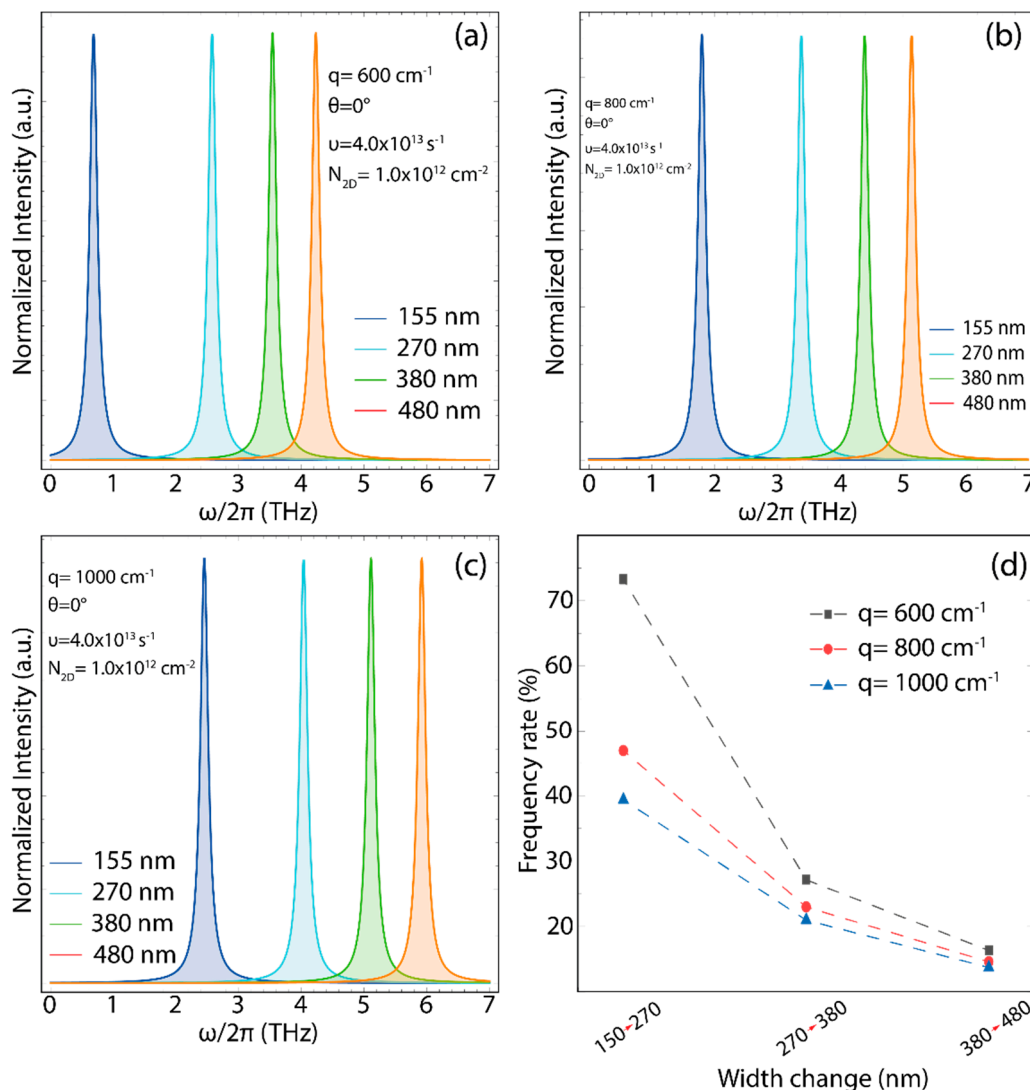 (a)
Normalized Intensity (a.u.)
q= 600 cm⁻¹
θ=0°
υ=4.0x10¹³ s⁻¹
N₂D= 1.0x10¹² cm⁻²
155 nm
270 nm
380 nm
480 nm
0 1 2 3 4 5 6 7
ω/2π (THz)
(b)
Normalized Intensity (a.u.)
q= 800 cm⁻¹
θ=0°
υ=4.0x10¹³ s⁻¹
N₂D= 1.0x10¹² cm⁻²
155 nm
270 nm
380 nm
480 nm
0 1 2 3 4 5 6 7
ω/2π (THz)
(c)
Normalized Intensity (a.u.)
q= 1000 cm⁻¹
θ=0°
υ=4.0x10¹³ s⁻¹
N₂D= 1.0x10¹² cm⁻²
155 nm
270 nm
380 nm
480 nm
0 1 2 3 4 5 6 7
ω/2π (THz)
(d)
Frequency rate (%)
70
60
50
40
30
20
q= 600 cm⁻¹
q= 800 cm⁻¹
q= 1000 cm⁻¹
150 270
270 380
380 480
Width change (nm)